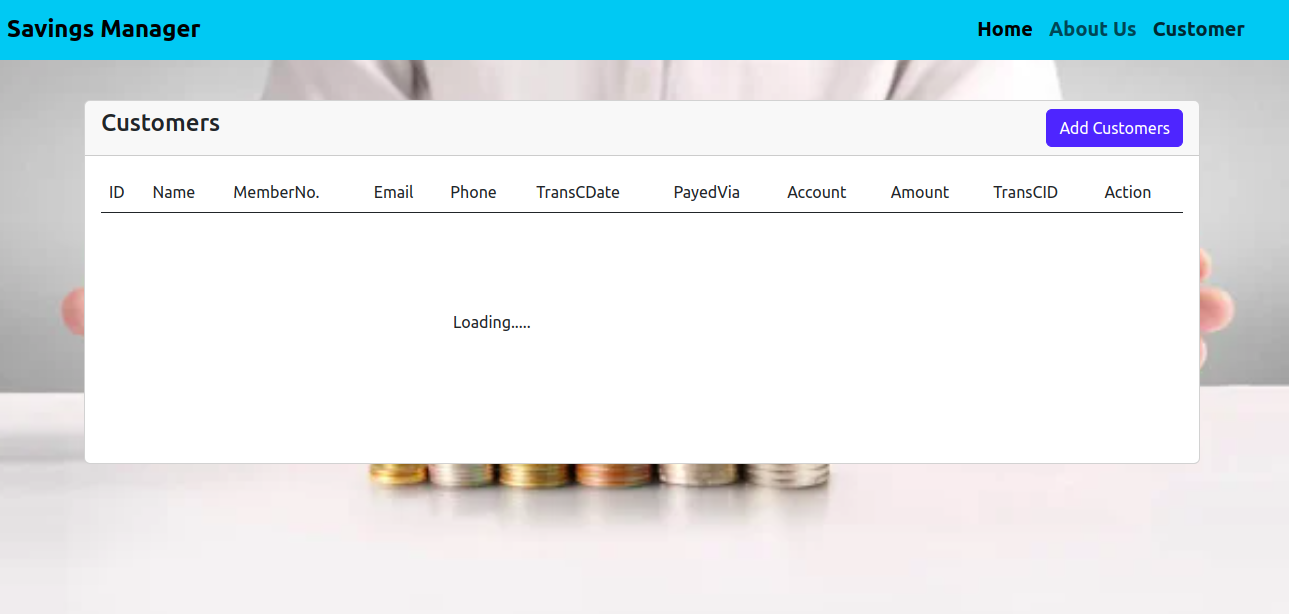 Savings Manager Home About Us Customer
Customers Add Customers
ID Name MemberNo. Email Phone TransCDate PayedVia Account Amount TransCID Action
Loading.....